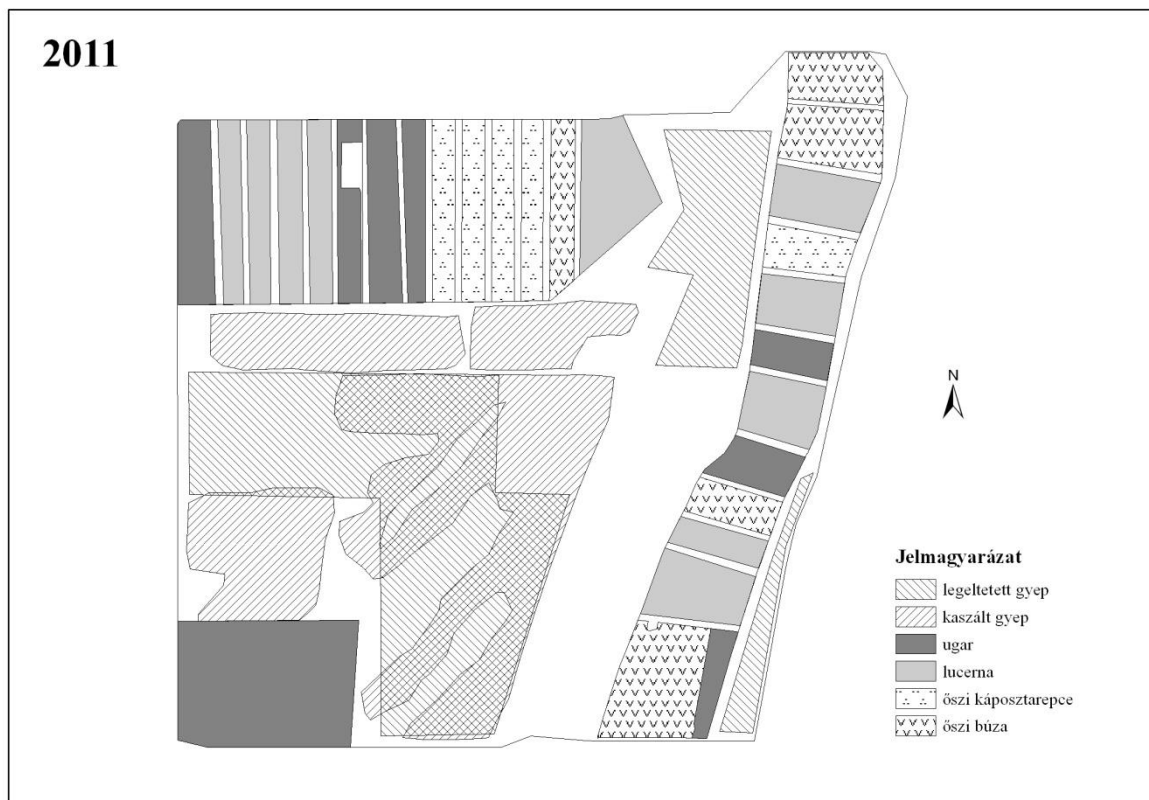 2011
N
Jelmagyarázat
legeltetett gyep
kaszált gyep
ugar
lucerna
őszi káposztarepce
őszi búza